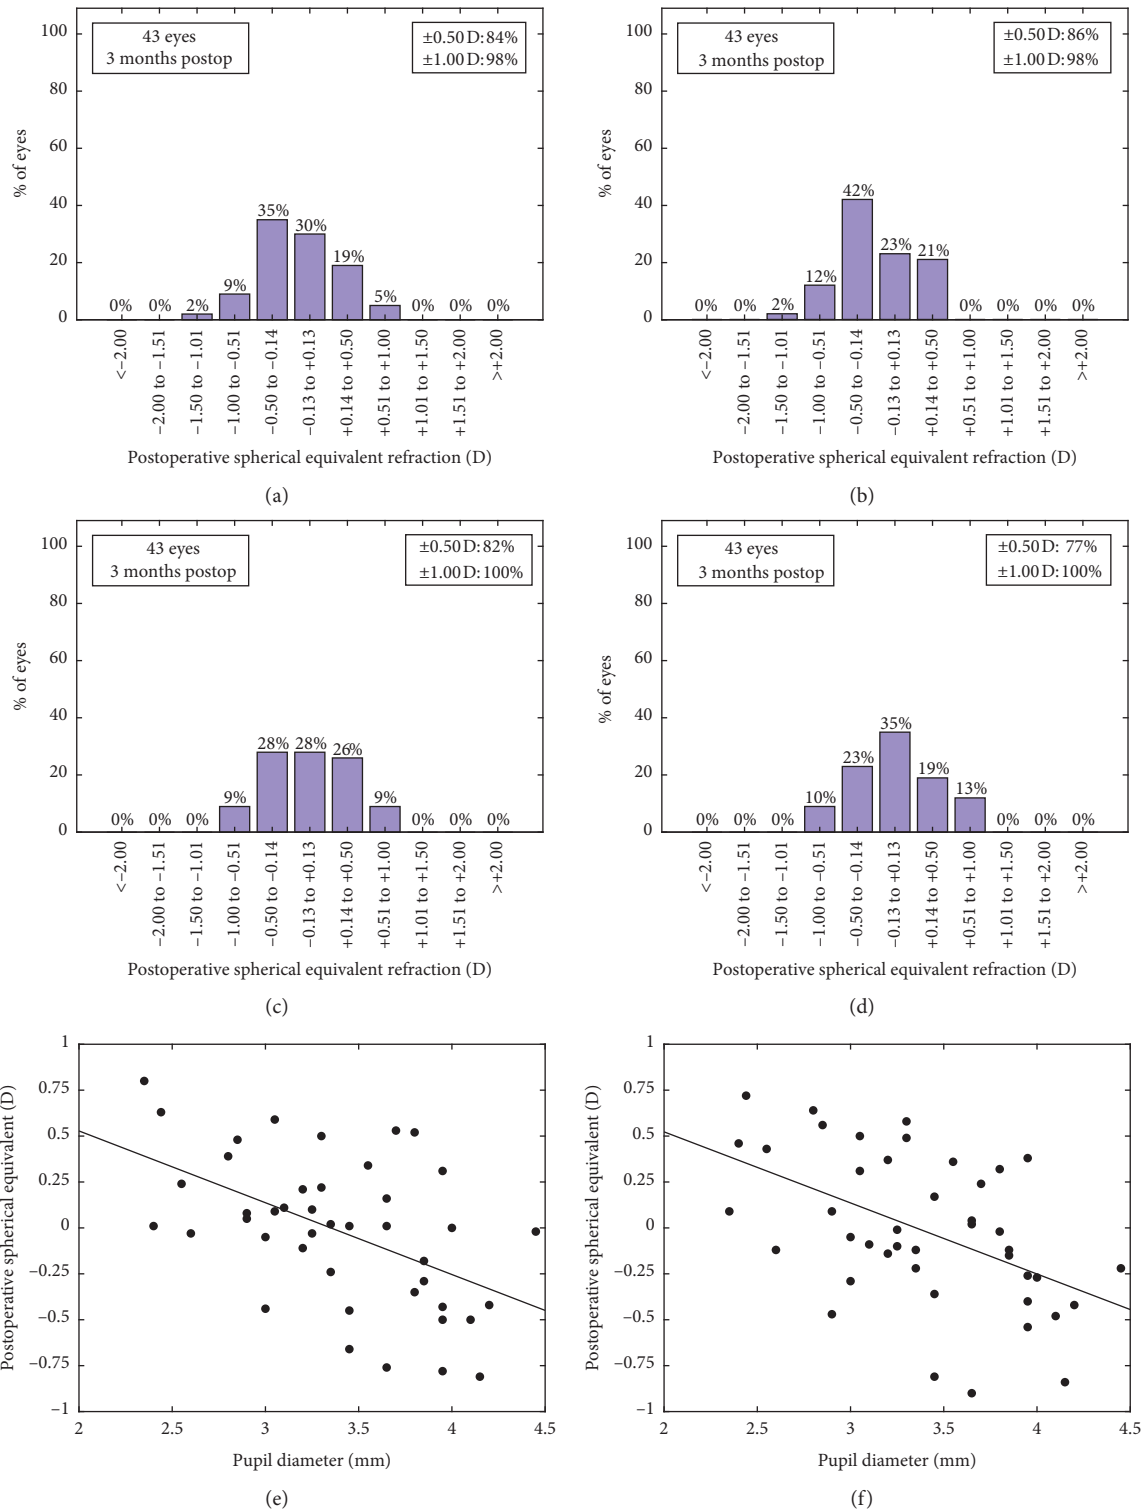 100
80
60
40
20
0
% of eyes
43 eyes
3 months postop
±0.50 D: 84%
±1.00 D: 98%
0% 0% 2% 9% 35% 30% 19% 5% 0% 0% 0%
<−2.00
−2.00 to −1.51
−1.50 to −1.01
−1.00 to −0.51
−0.50 to −0.14
−0.13 to +0.13
+0.14 to +0.50
+0.51 to +1.00
+1.01 to +1.50
+1.51 to +2.00
>+2.00
Postoperative spherical equivalent refraction (D)
(a)
100
80
60
40
20
0
% of eyes
43 eyes
3 months postop
±0.50 D: 86%
±1.00 D: 98%
0% 0% 2% 12% 42% 23% 21% 0% 0% 0% 0%
<−2.00
−2.00 to −1.51
−1.50 to −1.01
−1.00 to −0.51
−0.50 to −0.14
−0.13 to +0.13
+0.14 to +0.50
+0.51 to +1.00
+1.01 to +1.50
+1.51 to +2.00
>+2.00
Postoperative spherical equivalent refraction (D)
(b)
100
80
60
40
20
0
% of eyes
43 eyes
3 months postop
±0.50 D: 82%
±1.00 D: 100%
0% 0% 0% 9% 28% 28% 26% 9% 0% 0% 0%
<−2.00
−2.00 to −1.51
−1.50 to −1.01
−1.00 to −0.51
−0.50 to −0.14
−0.13 to +0.13
+0.14 to +0.50
+0.51 to +1.00
+1.01 to +1.50
+1.51 to +2.00
>+2.00
Postoperative spherical equivalent refraction (D)
(c)
100
80
60
40
20
0
% of eyes
43 eyes
3 months postop
±0.50 D: 77%
±1.00 D: 100%
0% 0% 0% 10% 23% 35% 19% 13% 0% 0% 0%
<−2.00
−2.00 to −1.51
−1.50 to −1.01
−1.00 to −0.51
−0.50 to −0.14
−0.13 to +0.13
+0.14 to +0.50
+0.51 to +1.00
+1.01 to +1.50
+1.51 to +2.00
>+2.00
Postoperative spherical equivalent refraction (D)
(d)
1
0.75
0.5
0.25
0
−0.25
−0.5
−0.75
−1
Postoperative spherical equivalent (D)
2 2.5 3 3.5 4 4.5
Pupil diameter (mm)
(e)
1
0.75
0.5
0.25
0
−0.25
−0.5
−0.75
−1
Postoperative spherical equivalent (D)
2 2.5 3 3.5 4 4.5
Pupil diameter (mm)
(f)